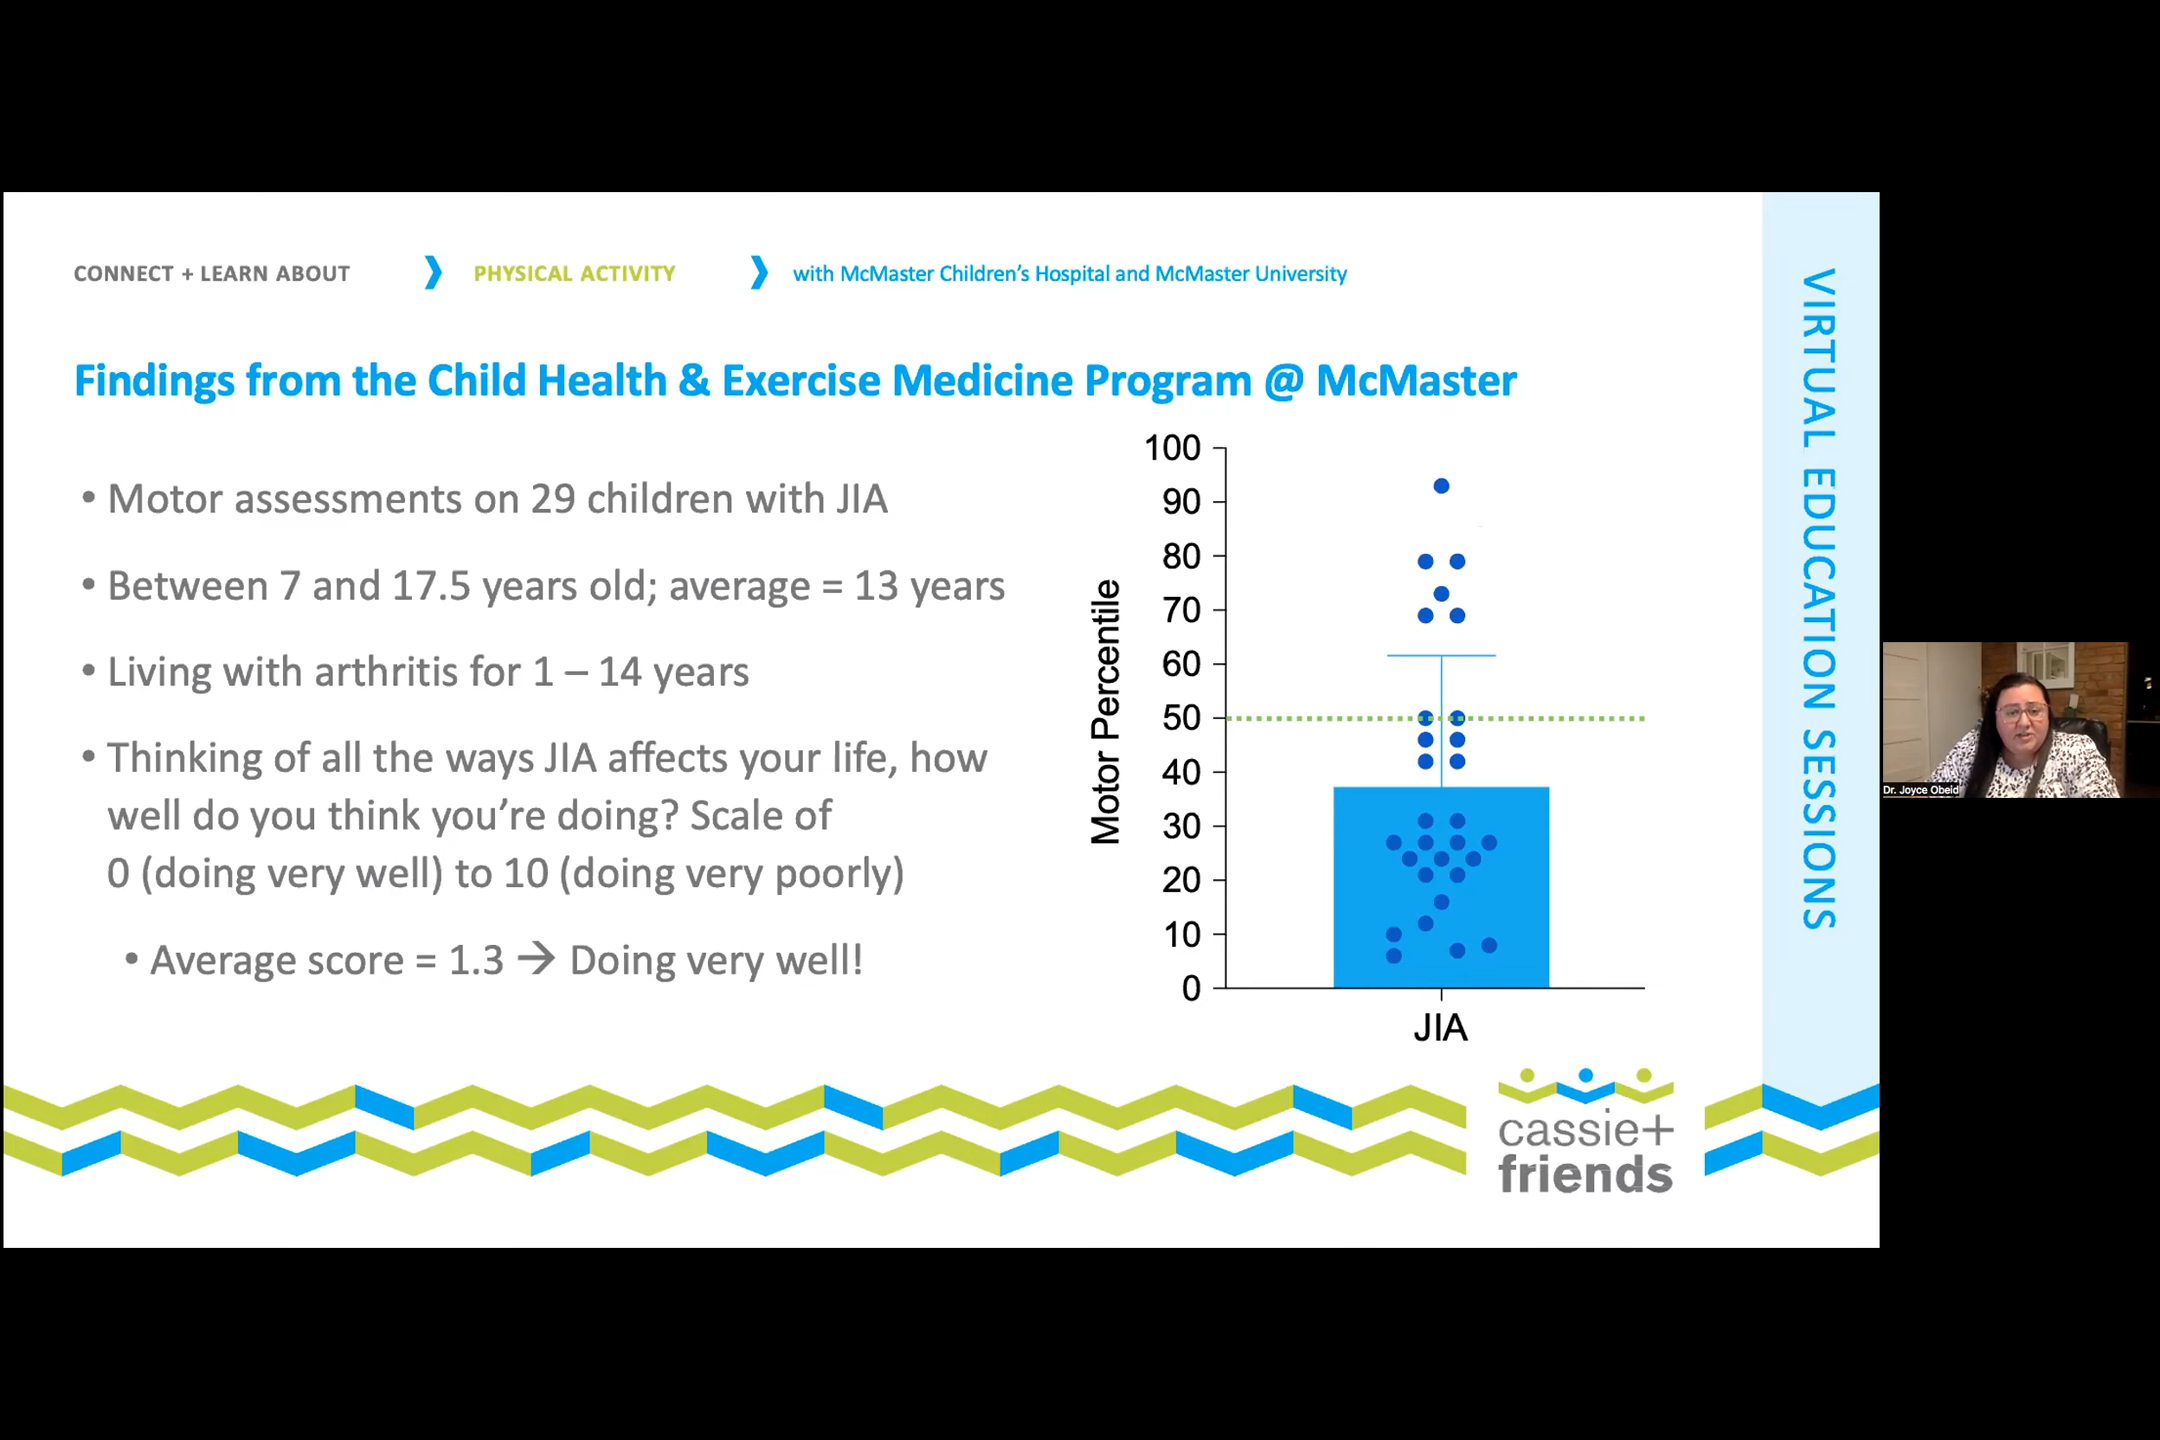 CONNECT + LEARN ABOUT
PHYSICAL ACTIVITY
with McMaster Children's Hospital and McMaster University
Findings from the Child Health & Exercise Medicine Program @ McMaster
• Motor assessments on 29 children with JIA
• Between 7 and 17.5 years old; average = 13 years
• Living with arthritis for 1 – 14 years
• Thinking of all the ways JIA affects your life, how
well do you think you're doing? Scale of
0 (doing very well) to 10 (doing very poorly)
• Average score = 1.3 → Doing very well!
Motor Percentile
100
90
80
70
60
50
40
30
20
10
0
JIA
cassie+
friends
VIRTUAL EDUCATION SESSIONS
Dr. Joyce Obeid